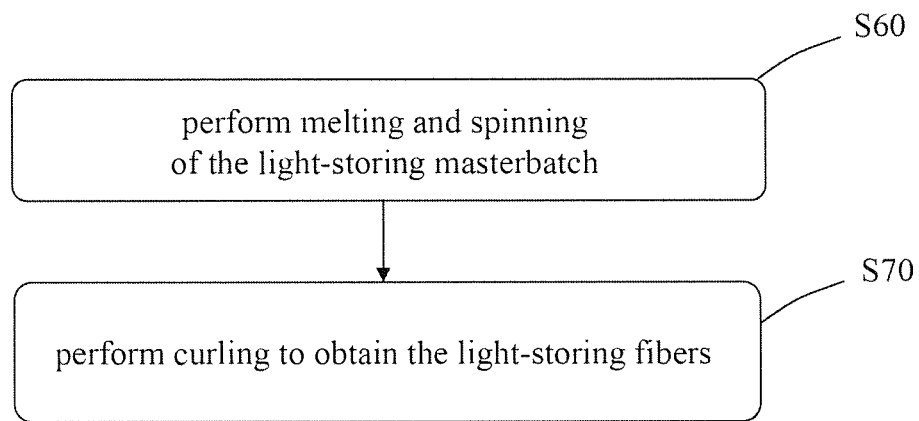 S60
perform melting and spinning
of the light-storing masterbatch
S70
perform curling to obtain the light-storing fibers